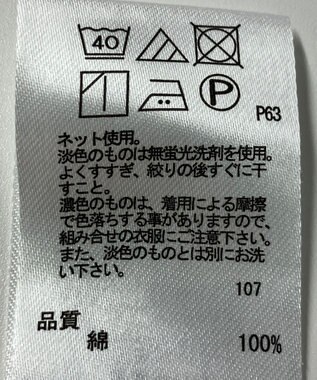 40
P
P63
ネット使用。
淡色のものは無蛍光洗剤を使用。
よくすすぎ、絞りの後すぐに干
すこと。
濃色のものは、着用による摩擦
で色落ちする事がありますので、
組み合せの衣服にご注意下さい。
また、淡色のものとは別にお洗
い下さい。
107
品質
綿 100%